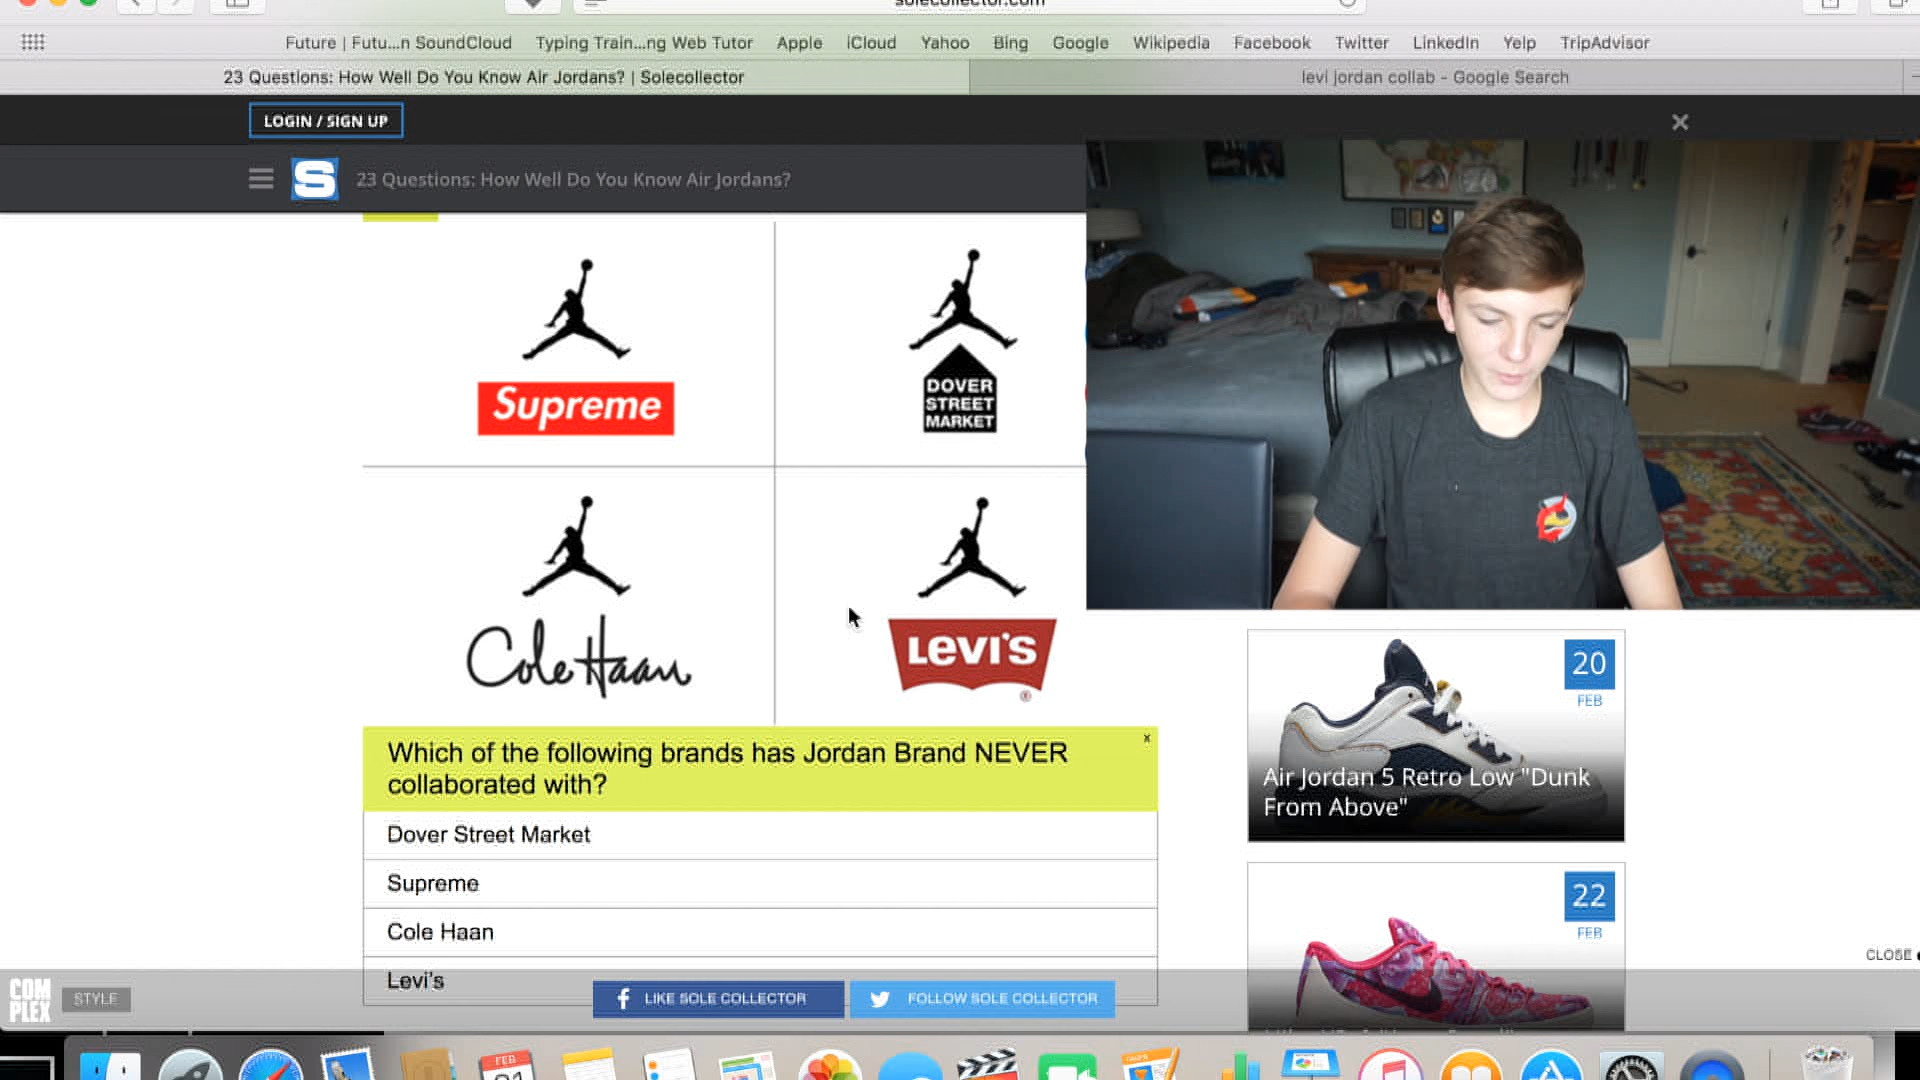 solecollector.com
Future | Futu...n SoundCloud Typing Train...ng Web Tutor Apple iCloud Yahoo Bing Google Wikipedia Facebook Twitter LinkedIn Yelp TripAdvisor
23 Questions: How Well Do You Know Air Jordans? | Solecollector
levi jordan collab - Google Search
LOGIN / SIGN UP
S 23 Questions: How Well Do You Know Air Jordans?
Supreme
DOVER
STREET
MARKET
Cole Haan
LEVI'S
®
Which of the following brands has Jordan Brand NEVER
collaborated with?
x
Dover Street Market
Supreme
Cole Haan
Levi's
20
FEB
Air Jordan 5 Retro Low "Dunk
From Above"
22
FEB
CLOSE
COM
PLEX
STYLE
LIKE SOLE COLLECTOR
FOLLOW SOLE COLLECTOR
FEB